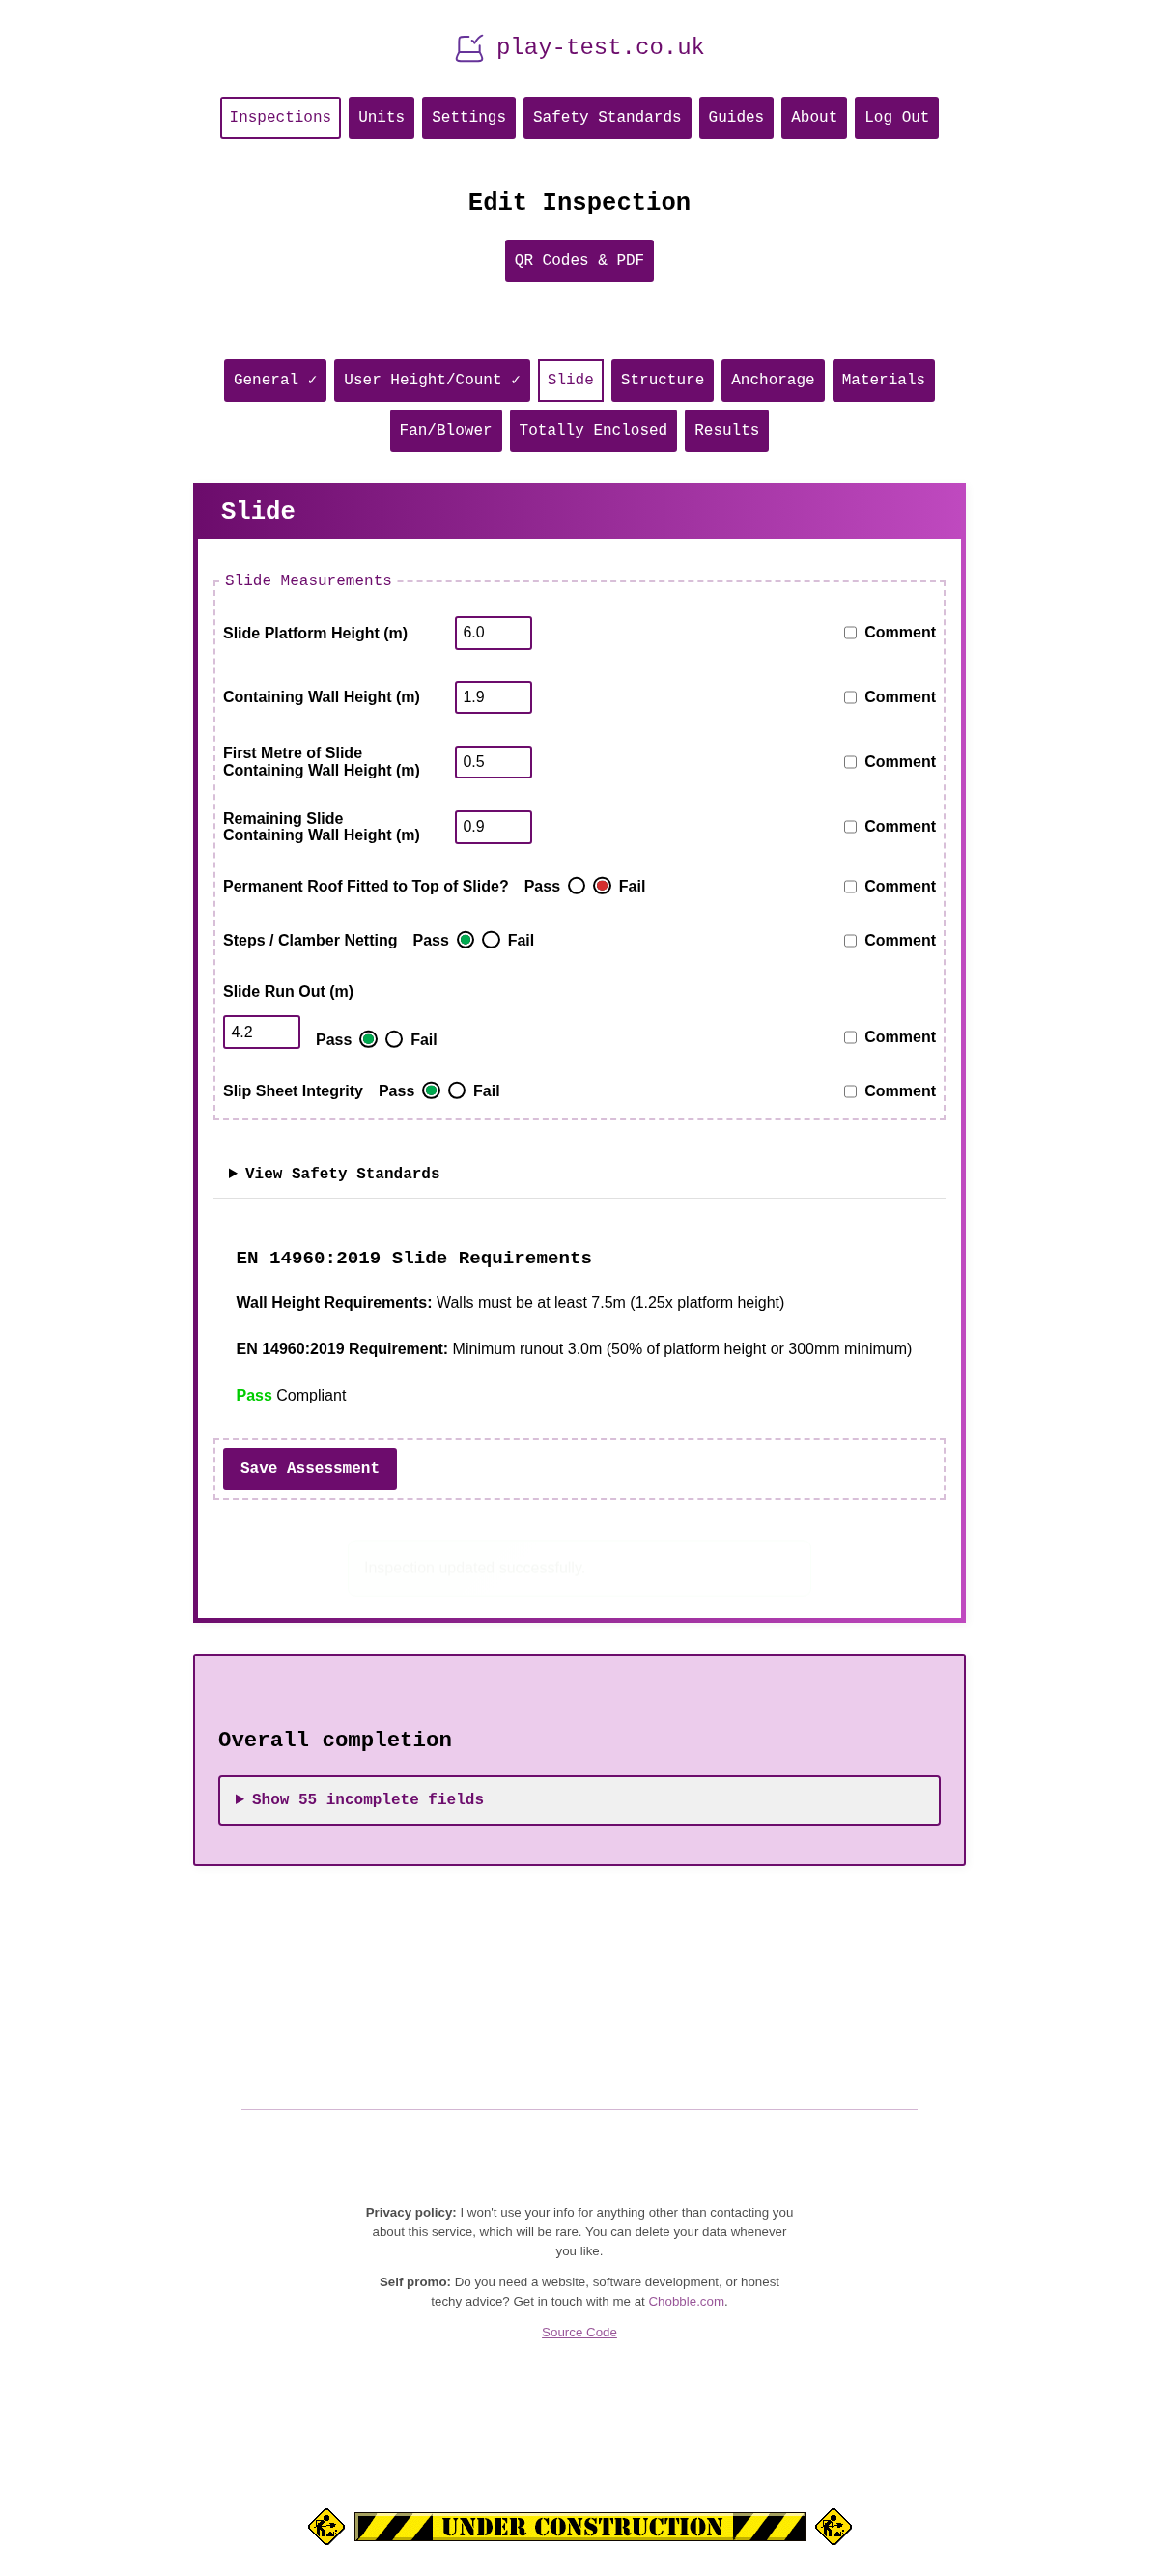 play-test.co.uk
Inspections Units Settings Safety Standards Guides About Log Out
Edit Inspection
QR Codes & PDF
General ✓ User Height/Count ✓ Slide Structure Anchorage Materials
Fan/Blower Totally Enclosed Results
Slide
Slide Measurements
Slide Platform Height (m) 6.0 Comment
Containing Wall Height (m) 1.9 Comment
First Metre of Slide
Containing Wall Height (m) 0.5 Comment
Remaining Slide
Containing Wall Height (m) 0.9 Comment
Permanent Roof Fitted to Top of Slide? Pass Fail Comment
Steps / Clamber Netting Pass Fail Comment
Slide Run Out (m)
4.2 Pass Fail Comment
Slip Sheet Integrity Pass Fail Comment
View Safety Standards
EN 14960:2019 Slide Requirements
Wall Height Requirements: Walls must be at least 7.5m (1.25x platform height)
EN 14960:2019 Requirement: Minimum runout 3.0m (50% of platform height or 300mm minimum)
Pass Compliant
Save Assessment
Inspection updated successfully.
Overall completion
Show 55 incomplete fields
Privacy policy: I won't use your info for anything other than contacting you
about this service, which will be rare. You can delete your data whenever
you like.
Self promo: Do you need a website, software development, or honest
techy advice? Get in touch with me at Chobble.com.
Source Code
UNDER CONSTRUCTION